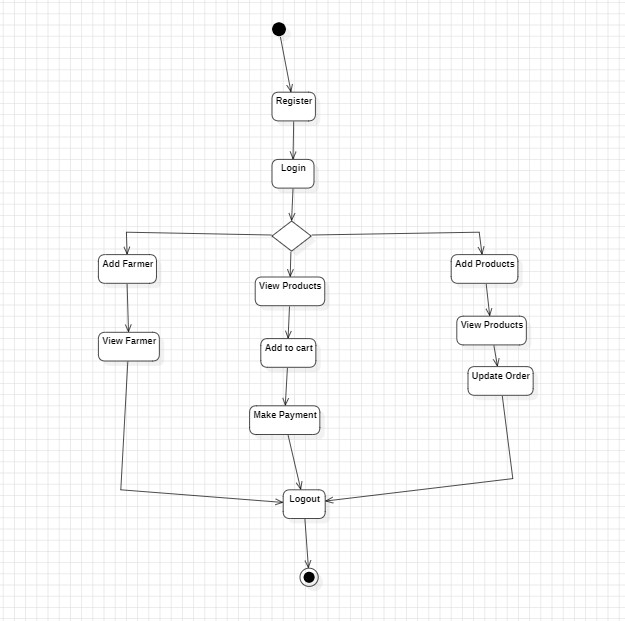 Register
Login
Add Farmer
View Products
Add Products
View Farmer
Add to cart
View Products
Make Payment
Update Order
Logout